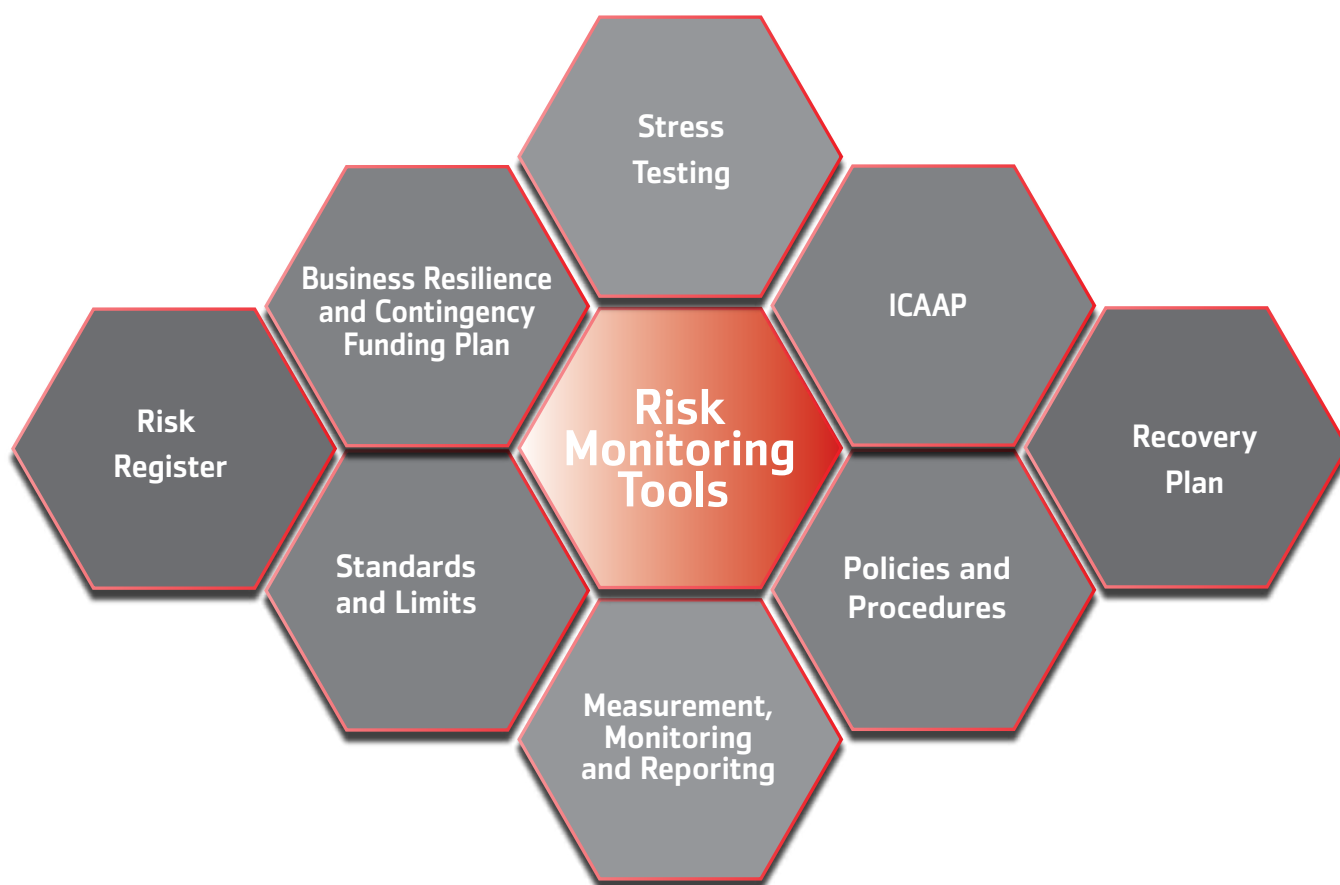 Stress
Testing
Business Resilience
and Contingency
Funding Plan
ICAAP
Risk
Register
Risk
Monitoring
Tools
Recovery
Plan
Standards
and Limits
Policies and
Procedures
Measurement,
Monitoring
and Reporitng